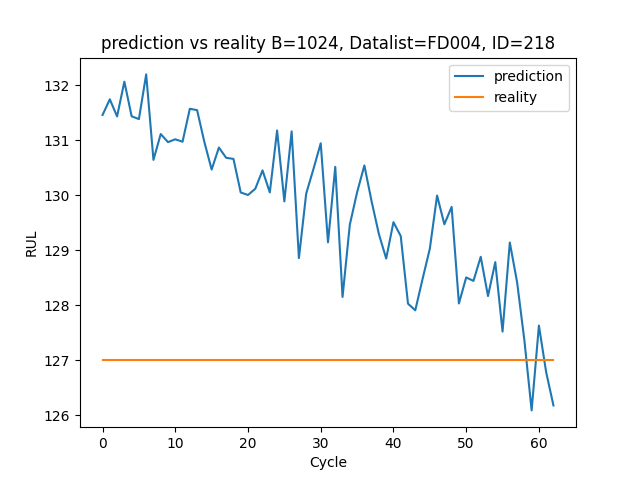 prediction vs reality B=1024, Datalist=FD004, ID=218
prediction
reality
132
131
130
129
128
127
126
RUL
0
10
20
30
40
50
60
Cycle